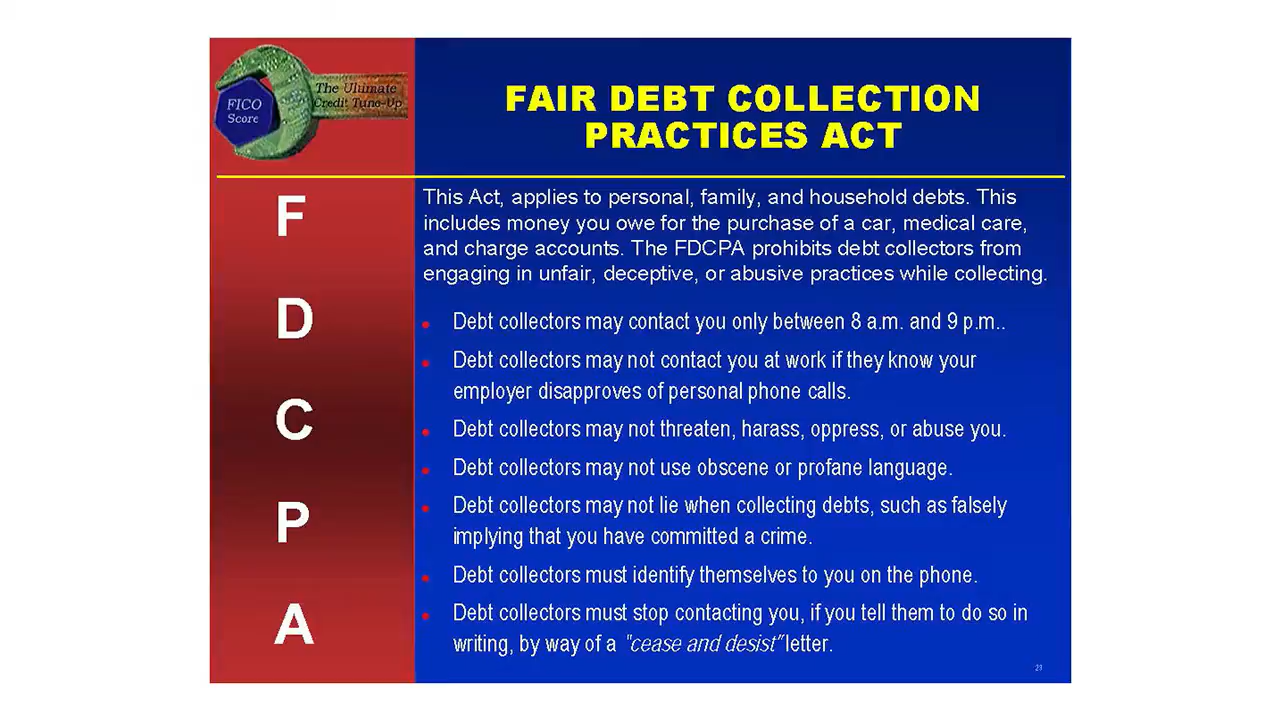 FICO
Score
The Ulumate
Credit Tune-Up
FAIR DEBT COLLECTION
PRACTICES ACT
F
D
C
P
A
This Act, applies to personal, family, and household debts. This
includes money you owe for the purchase of a car, medical care,
and charge accounts. The FDCPA prohibits debt collectors from
engaging in unfair, deceptive, or abusive practices while collecting.
• Debt collectors may contact you only between 8 a.m. and 9 p.m..
• Debt collectors may not contact you at work if they know your
employer disapproves of personal phone calls.
• Debt collectors may not threaten, harass, oppress, or abuse you.
• Debt collectors may not use obscene or profane language.
• Debt collectors may not lie when collecting debts, such as falsely
implying that you have committed a crime.
• Debt collectors must identify themselves to you on the phone.
• Debt collectors must stop contacting you, if you tell them to do so in
writing, by way of a "cease and desist" letter.
29